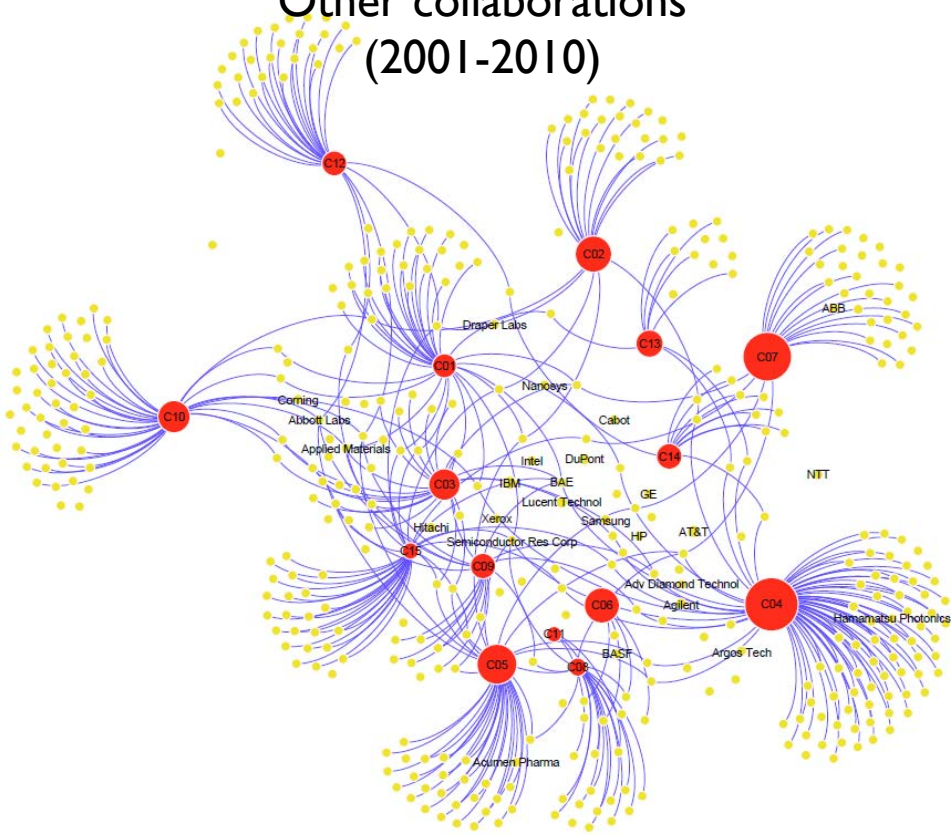 Other collaborations
(2001-2010)
C12
C02
ABB
Draper Labs
C13
C07
C01
Nanosys
Corning
C10
Abbott Labs
Cabot
Applied Materials
C14
Intel
DuPont
NTT
C03
IBM
BAE
GE
Lucent Technol
Xerox
Samsung
Hitachi
HP
AT&T
Semiconductor Res Corp
C15
C09
Adv Diamond Technol
C06
Agilent
C04
Hamamatsu Photonics
C11
BASF
Argos Tech
C05
C08
Acumen Pharma